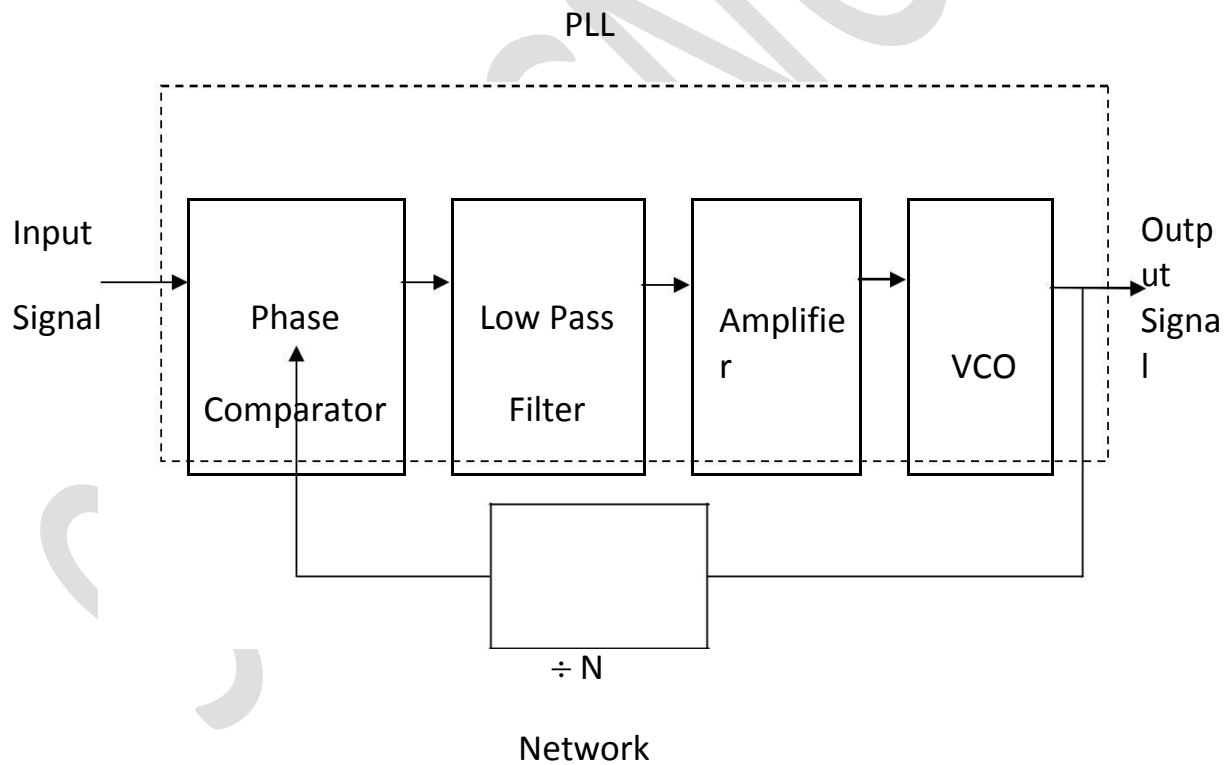 PLL
Input
Signal
Phase
Comparator
Low Pass
Filter
Amplifie
r
VCO
Outp
ut
Signa
l
÷ N
Network